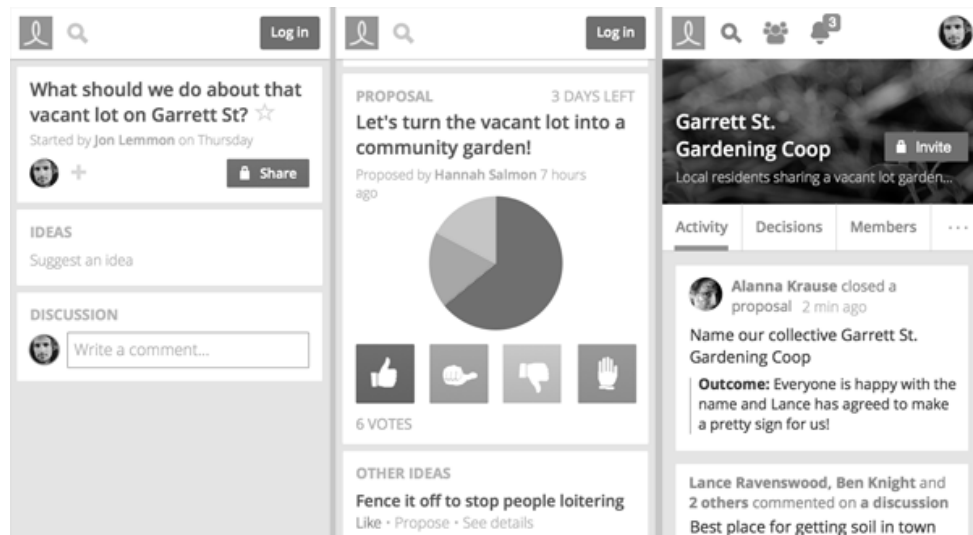 Log in
What should we do about that
vacant lot on Garrett St?
Started by Jon Lemmon on Thursday
Share
IDEAS
Suggest an idea
DISCUSSION
Write a comment...
Log in
PROPOSAL 3 DAYS LEFT
Let's turn the vacant lot into a
community garden!
Proposed by Hannah Salmon 7 hours
ago
6 VOTES
OTHER IDEAS
Fence it off to stop people loitering
Like • Propose • See details
3
Garrett St.
Gardening Coop
Invite
Local residents sharing a vacant lot garden...
Activity Decisions Members ...
Alanna Krause closed a
proposal 2 min ago
Name our collective Garrett St.
Gardening Coop
Outcome: Everyone is happy with the
name and Lance has agreed to make
a pretty sign for us!
Lance Ravenswood, Ben Knight and
2 others commented on a discussion
Best place for getting soil in town